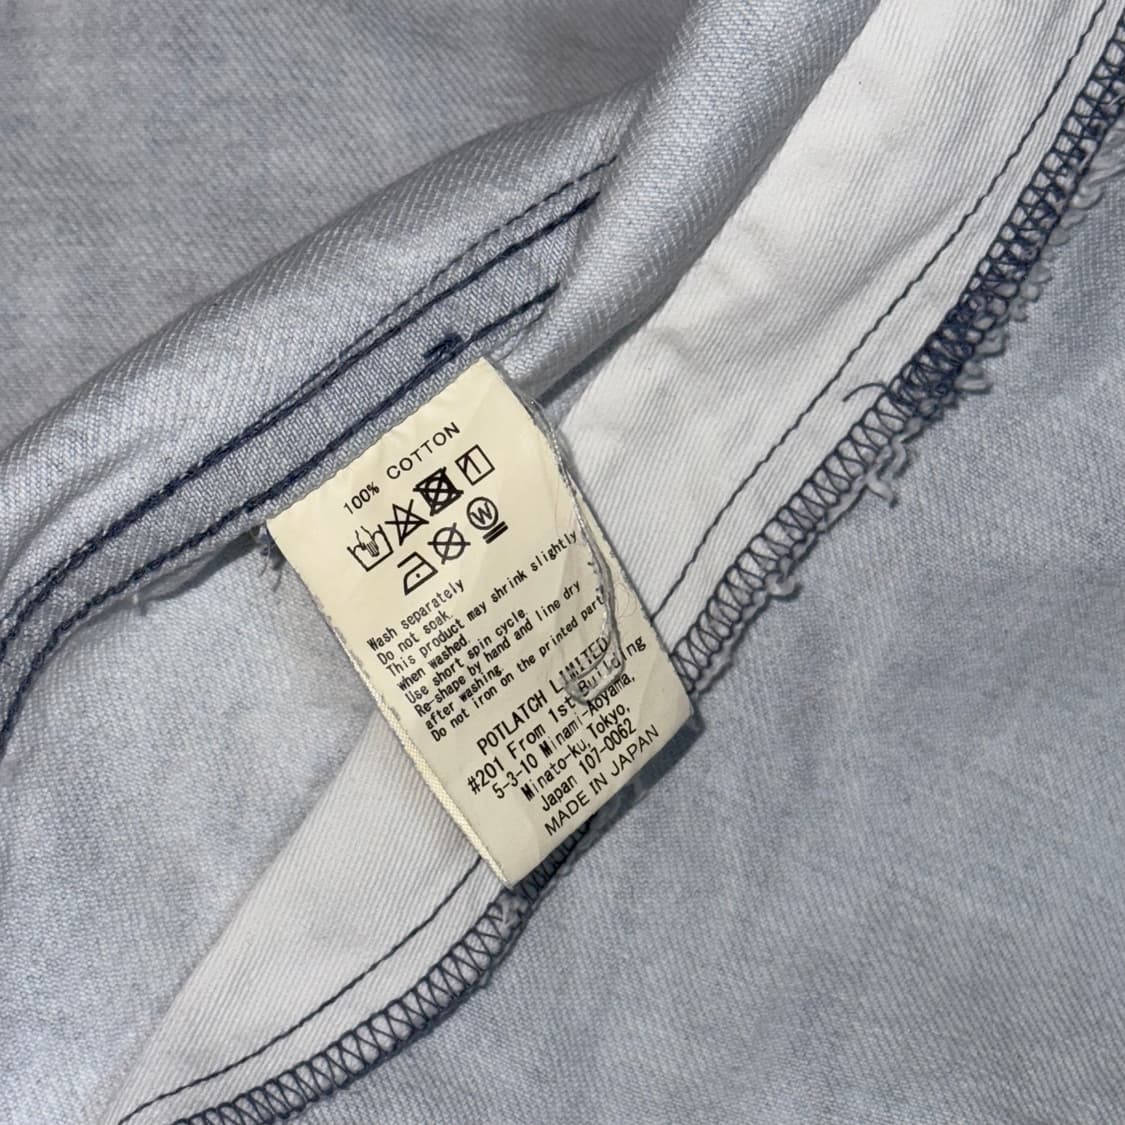 100% COTTON
W
Wash separately
Do not soak.
This product may shrink slightly
when washed.
Use short spin cycle.
Re-shape by hand and line dry
after washing.
Do not iron on the printed part.
POTLATCH LIMITED
#201 From 1st Building
5-3-10 Minami-Aoyama,
Minato-ku, Tokyo,
Japan 107-0062
MADE IN JAPAN